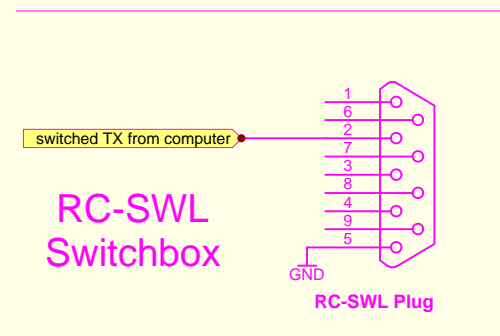 1
6
switched TX from computer 2
7
3
8
4
9
5
RC-SWL
Switchbox
GND
RC-SWL Plug